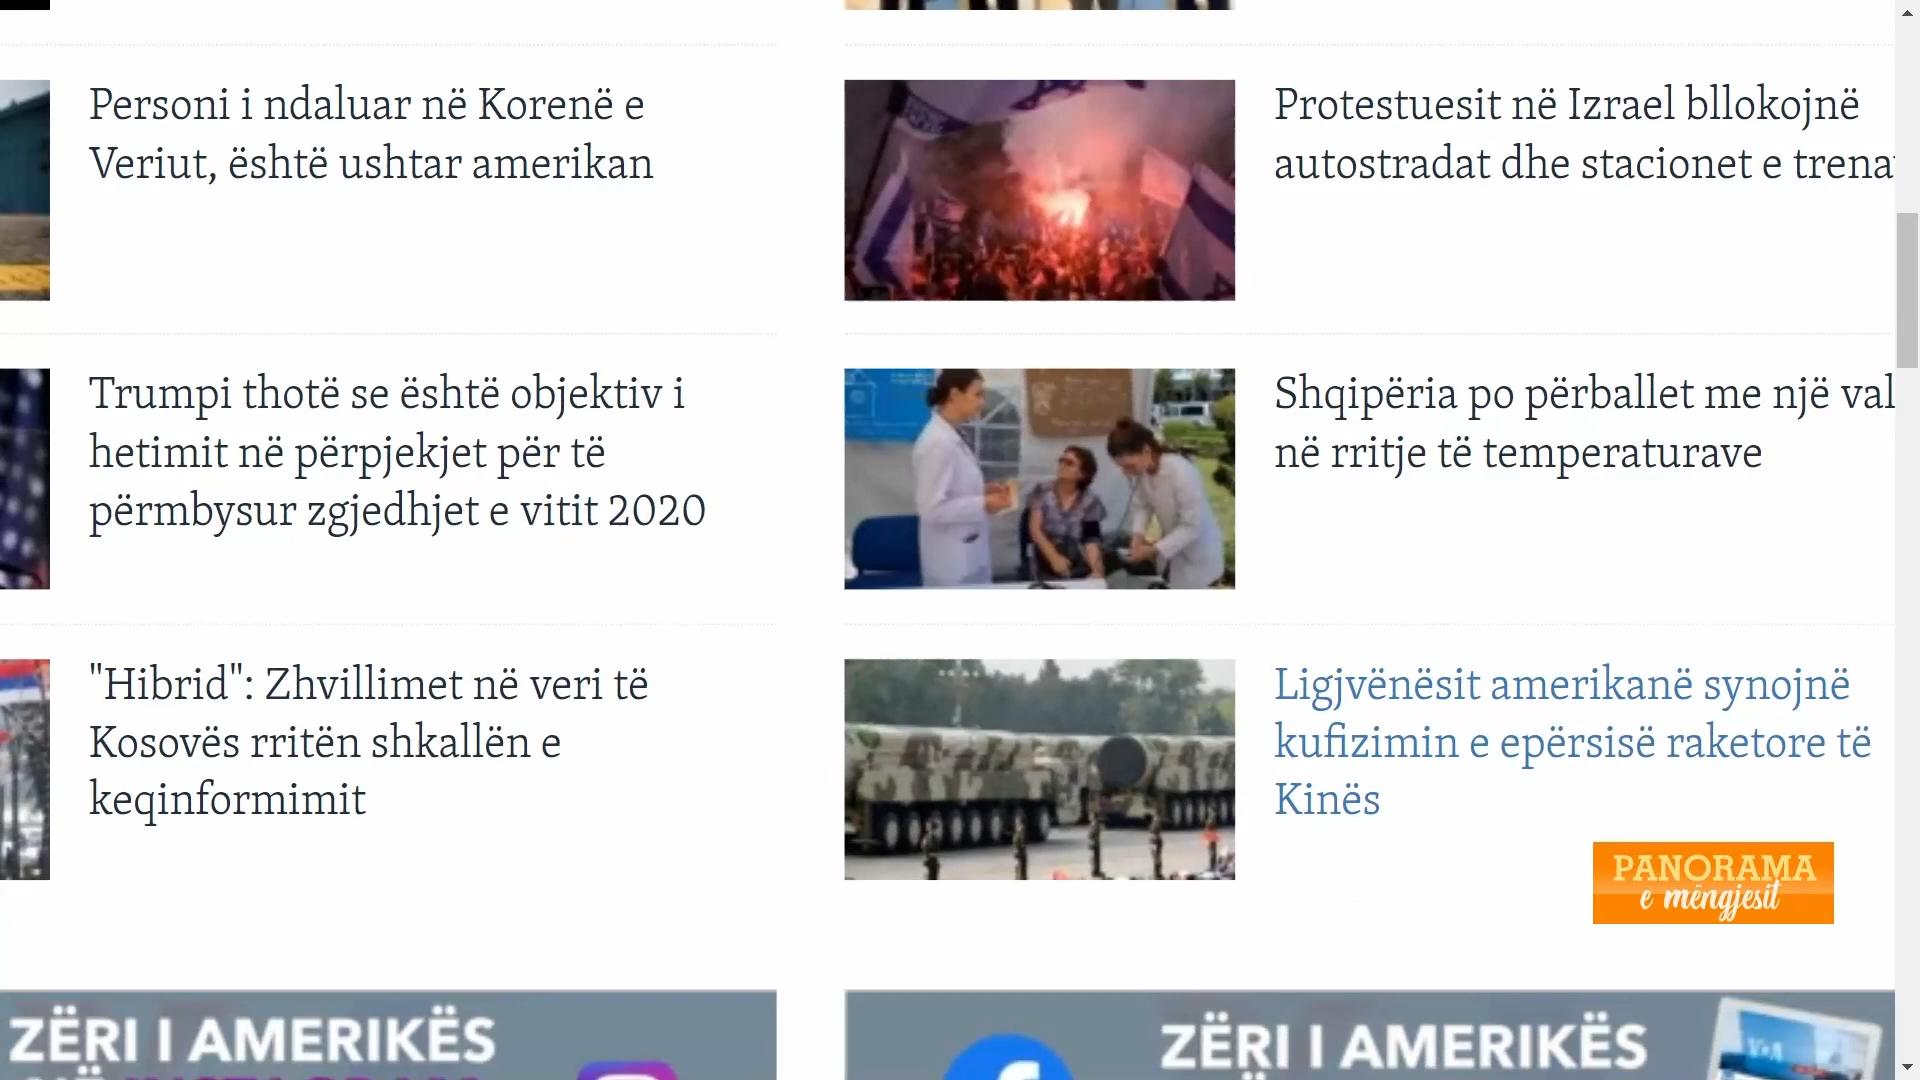 Personi i ndaluar në Korenë e
Veriut, është ushtar amerikan
Protestuesit në Izrael bllokojnë
autostradat dhe stacionet e trena
Trumpi thotë se është objektiv i
hetimit në përpjekjet për të
përmbysur zgjedhjet e vitit 2020
Shqipëria po përballet me një val
në rritje të temperaturave
"Hibrid": Zhvillimet në veri të
Kosovës rritën shkallën e
keqinformimit
Ligjvënësit amerikanë synojnë
kufizimin e epërsisë raketore të
Kinës
PANORAMA
e mëngjesit
ZËRI I AMERIKËS
ZËRI I AMERIKËS
VOA